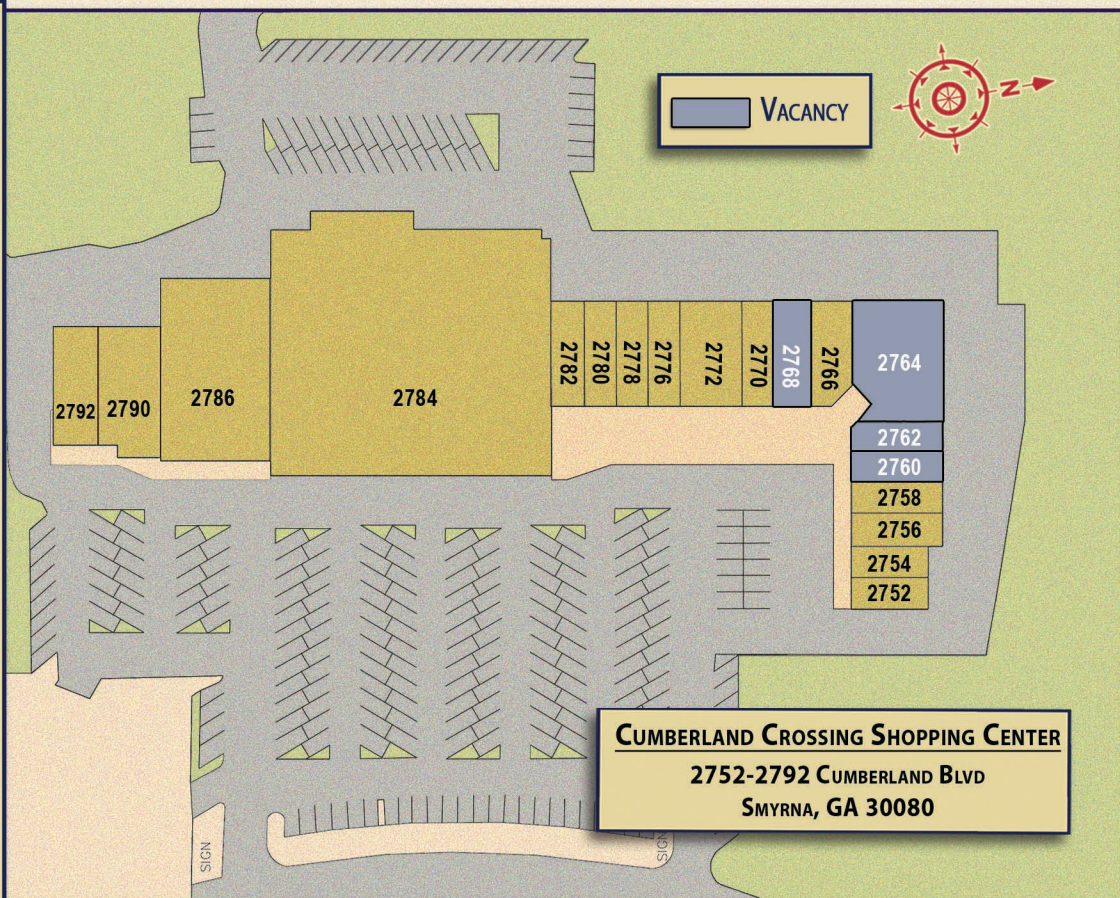 VACANCY
N
2792
2790
2786
2784
2782
2780
2778
2776
2772
2770
2768
2766
2764
2762
2760
2758
2756
2754
2752
CUMBERLAND CROSSING SHOPPING CENTER
2752-2792 CUMBERLAND BLVD
SMYRNA, GA 30080
SIGN
SIGN